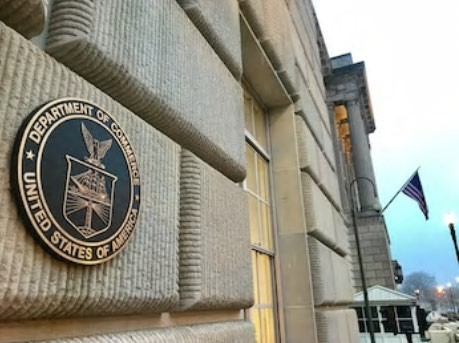 DEPARTMENT OF COMMERCE
UNITED STATES OF AMERICA